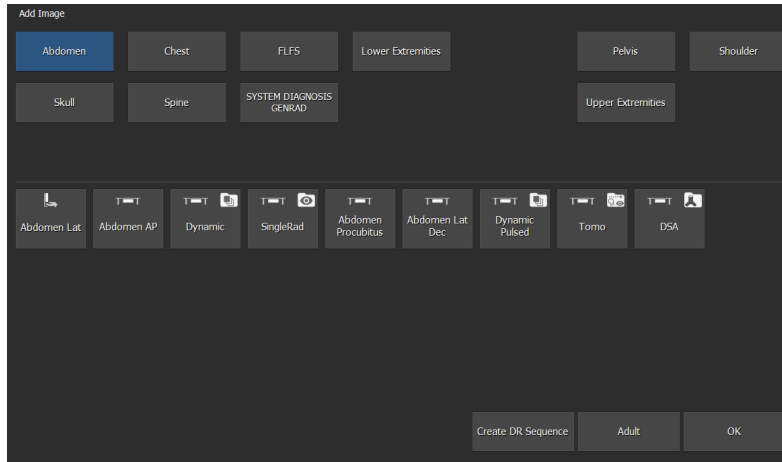 Add Image
Abdomen
Chest
FLFS
Lower Extremities
Pelvis
Shoulder
Skull
Spine
SYSTEM DIAGNOSIS
GENRAD
Upper Extremities
Abdomen Lat
Abdomen AP
Dynamic
SingleRad
Abdomen
Procubitus
Abdomen Lat
Dec
Dynamic
Pulsed
Tomo
DSA
Create DR Sequence
Adult
OK